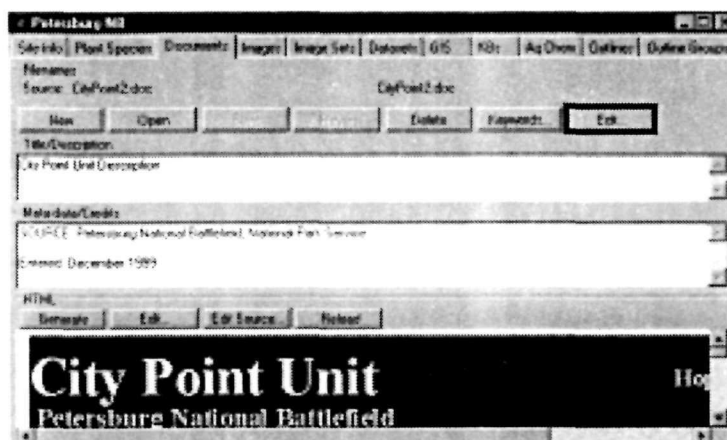 Petersburg NB
Site Info Plant Species Documents Images Image Sets Datasets GIS KBs Ag Chem Outlines Outline Groups
Filenames
Source: CityPoint2.doc CityPoint2.doc
New Open Delete Keywords... Exit
Title/Description
City Point Unit Description
Metadata/Credits
SOURCE: Petersburg National Battlefield, National Park Service
Entered: December 1999
HTML
Generate Edit... Edit Source... Reload
City Point Unit
Petersburg National Battlefield